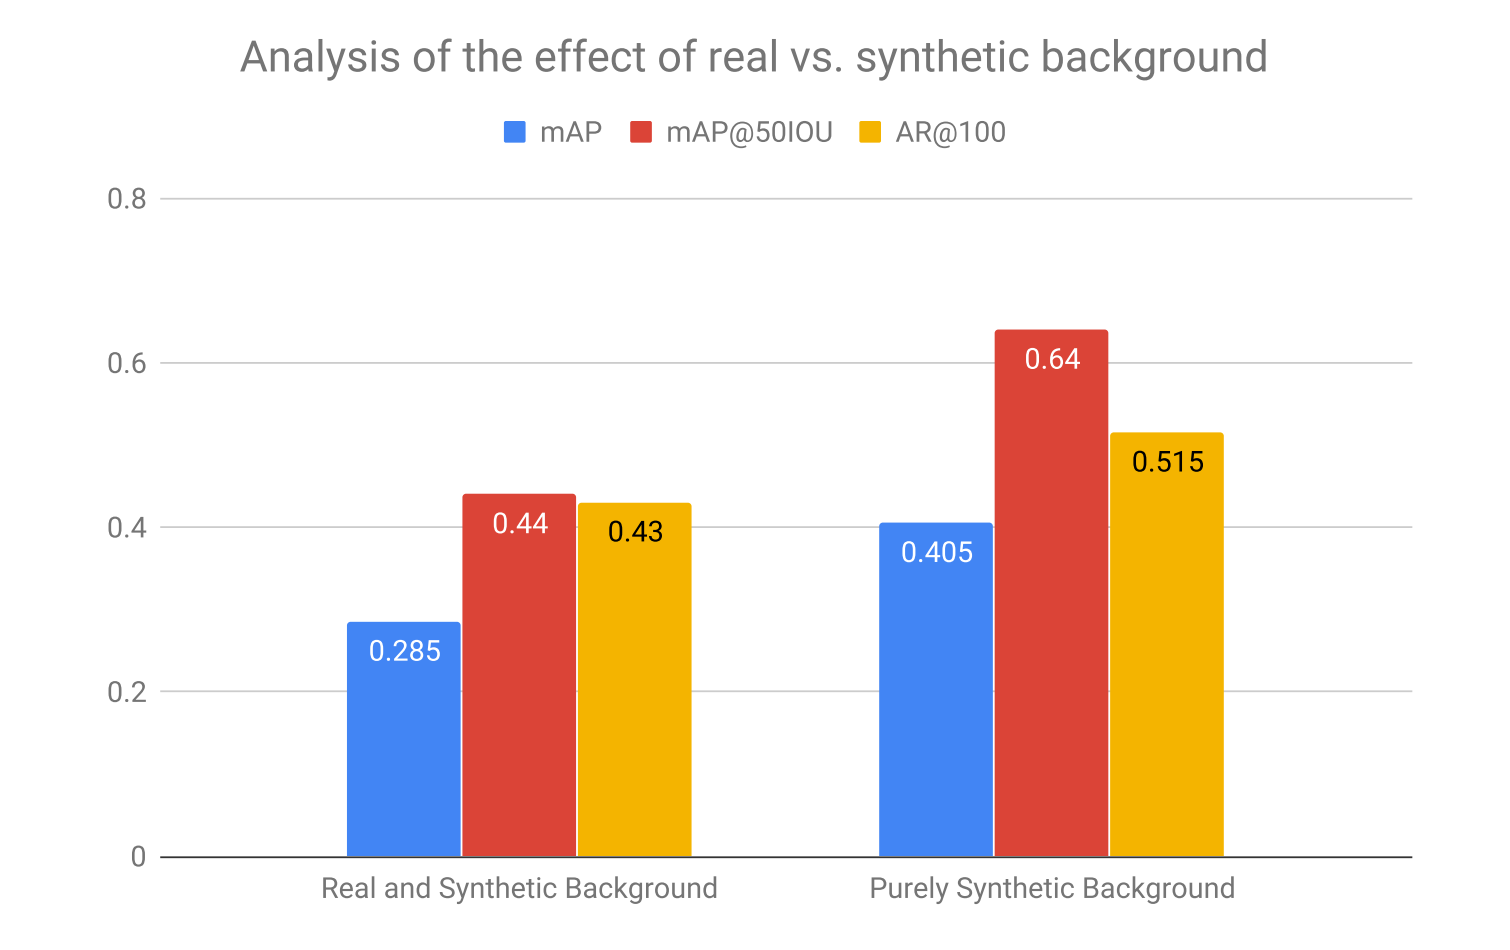 Analysis of the effect of real vs. synthetic background
mAP mAP@50IOU AR@100
0.8
0.6
0.4
0.2
0
0.285
0.44
0.43
0.405
0.64
0.515
Real and Synthetic Background
Purely Synthetic Background